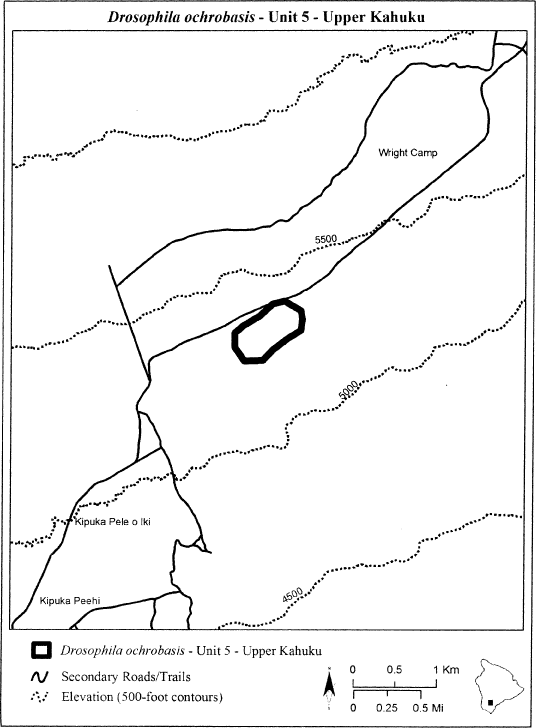 Drosophila ochrobasis - Unit 5 - Upper Kahuku
Wright Camp
5500
5000
Kipuka Pele o Iki
4500
Kipuka Peehi
Drosophila ochrobasis - Unit 5 - Upper Kahuku
Secondary Roads/Trails
Elevation (500-foot contours)
0 0.5 1 Km
0 0.25 0.5 Mi